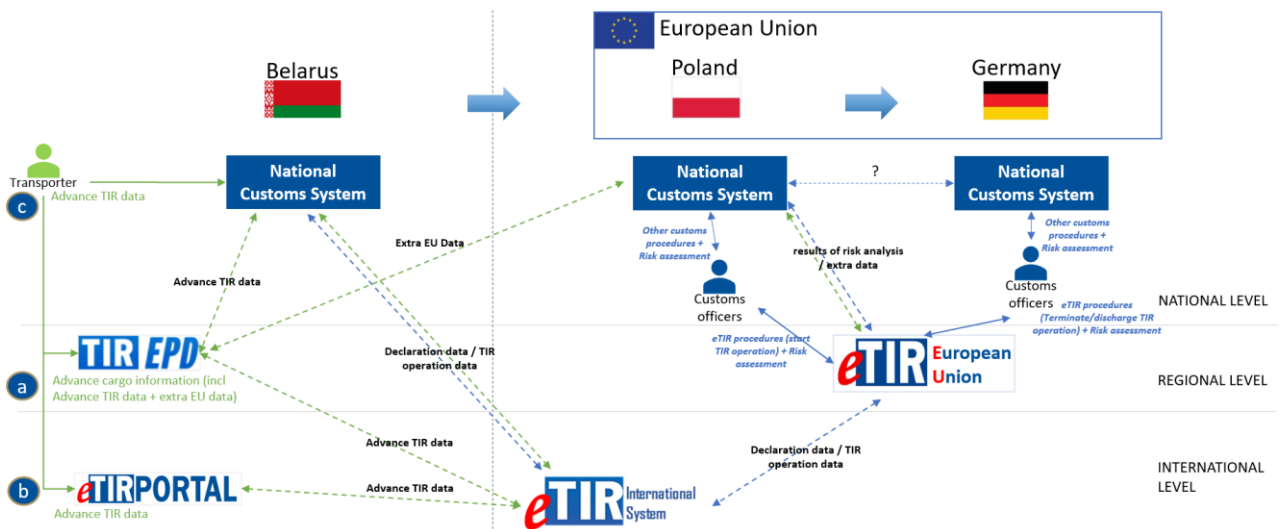 European Union
Belarus
Poland
Germany
Transporter
c
Advance TIR data
National
Customs System
National
Customs System
?
National
Customs System
Extra EU Data
Other customs
procedures +
Risk assessment
results of risk analysis
/ extra data
Other customs
procedures +
Risk assessment
Advance TIR data
Customs
officers
Customs
officers
NATIONAL LEVEL
eTIR procedures
(Terminate/discharge TIR
operation) + Risk assessment
TIR EPD
Declaration data / TIR
operation data
eTIR procedures (start
TIR operation) + Risk
assessment
eTIR European
Union
a
Advance cargo information (incl
Advance TIR data + extra EU data)
REGIONAL LEVEL
Advance TIR data
Declaration data / TIR
operation data
INTERNATIONAL
LEVEL
b
eTIRPORTAL
Advance TIR data
Advance TIR data
eTIR International
System